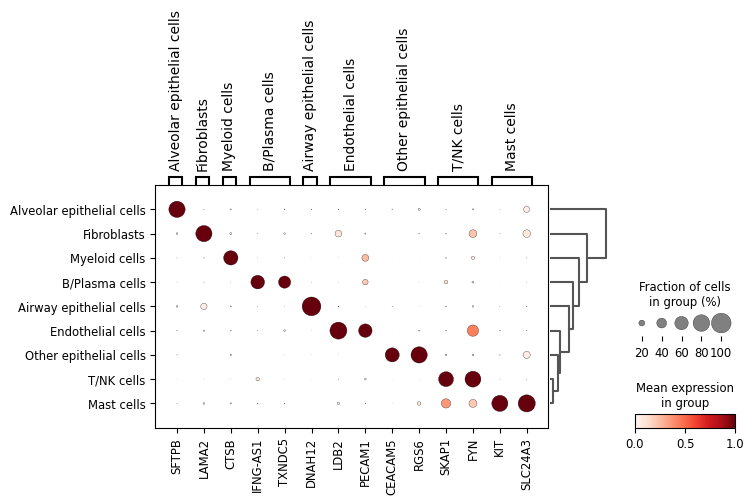 Alveolar epithelial cells
Fibroblasts
Myeloid cells
B/Plasma cells
Airway epithelial cells
Endothelial cells
Other epithelial cells
T/NK cells
Mast cells
Alveolar epithelial cells
Fibroblasts
Myeloid cells
B/Plasma cells
Airway epithelial cells
Endothelial cells
Other epithelial cells
T/NK cells
Mast cells
SFTPB
LAMA2
CTSB
IFNG-AS1
TXNDC5
DNAH12
LDB2
PECAM1
CEACAM5
RGS6
SKAP1
FYN
KIT
SLC24A3
Fraction of cells
in group (%)
20 40 60 80 100
Mean expression
in group
0.0 0.5 1.0